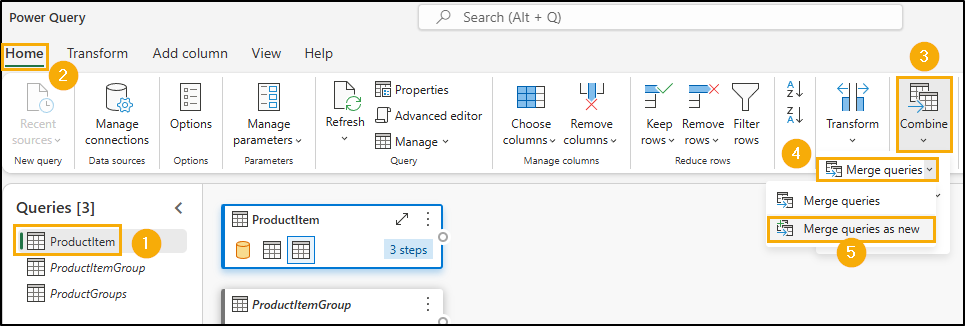 Power Query
Search (Alt + Q)
Home
Transform
Add column
View
Help
2
3
Recent
sources
New query
Manage
connections
Data sources
Options
Options
Manage
parameters
Parameters
Refresh
Properties
Advanced editor
Manage
Query
Choose
columns
Remove
columns
Manage columns
Keep
rows
Remove
rows
Filter
rows
Reduce rows
A
Z
Z
A
Transform
Combine
4
Merge queries
Merge queries
Merge queries as new
5
Queries [3]
ProductItem
1
ProductItemGroup
ProductGroups
ProductItem
3 steps
ProductItemGroup